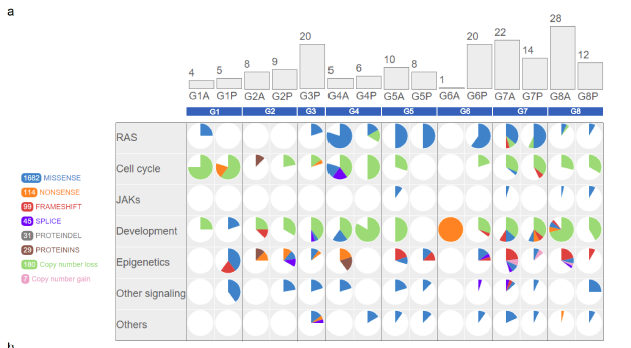 a
4 5 8 9 20 5 6 10 8 1 20 22 14 28 12
G1A G1P G2A G2P G3P G4A G4P G5A G5P G6A G6P G7A G7P G8A G8P
G1 G2 G3 G4 G5 G6 G7 G8
RAS
Cell cycle
JAKs
Development
Epigenetics
Other signaling
Others
1682 MISSENSE
114 NONSENSE
99 FRAMESHIFT
45 SPLICE
31 PROTEINDEL
29 PROTEININS
180 Copy number loss
7 Copy number gain